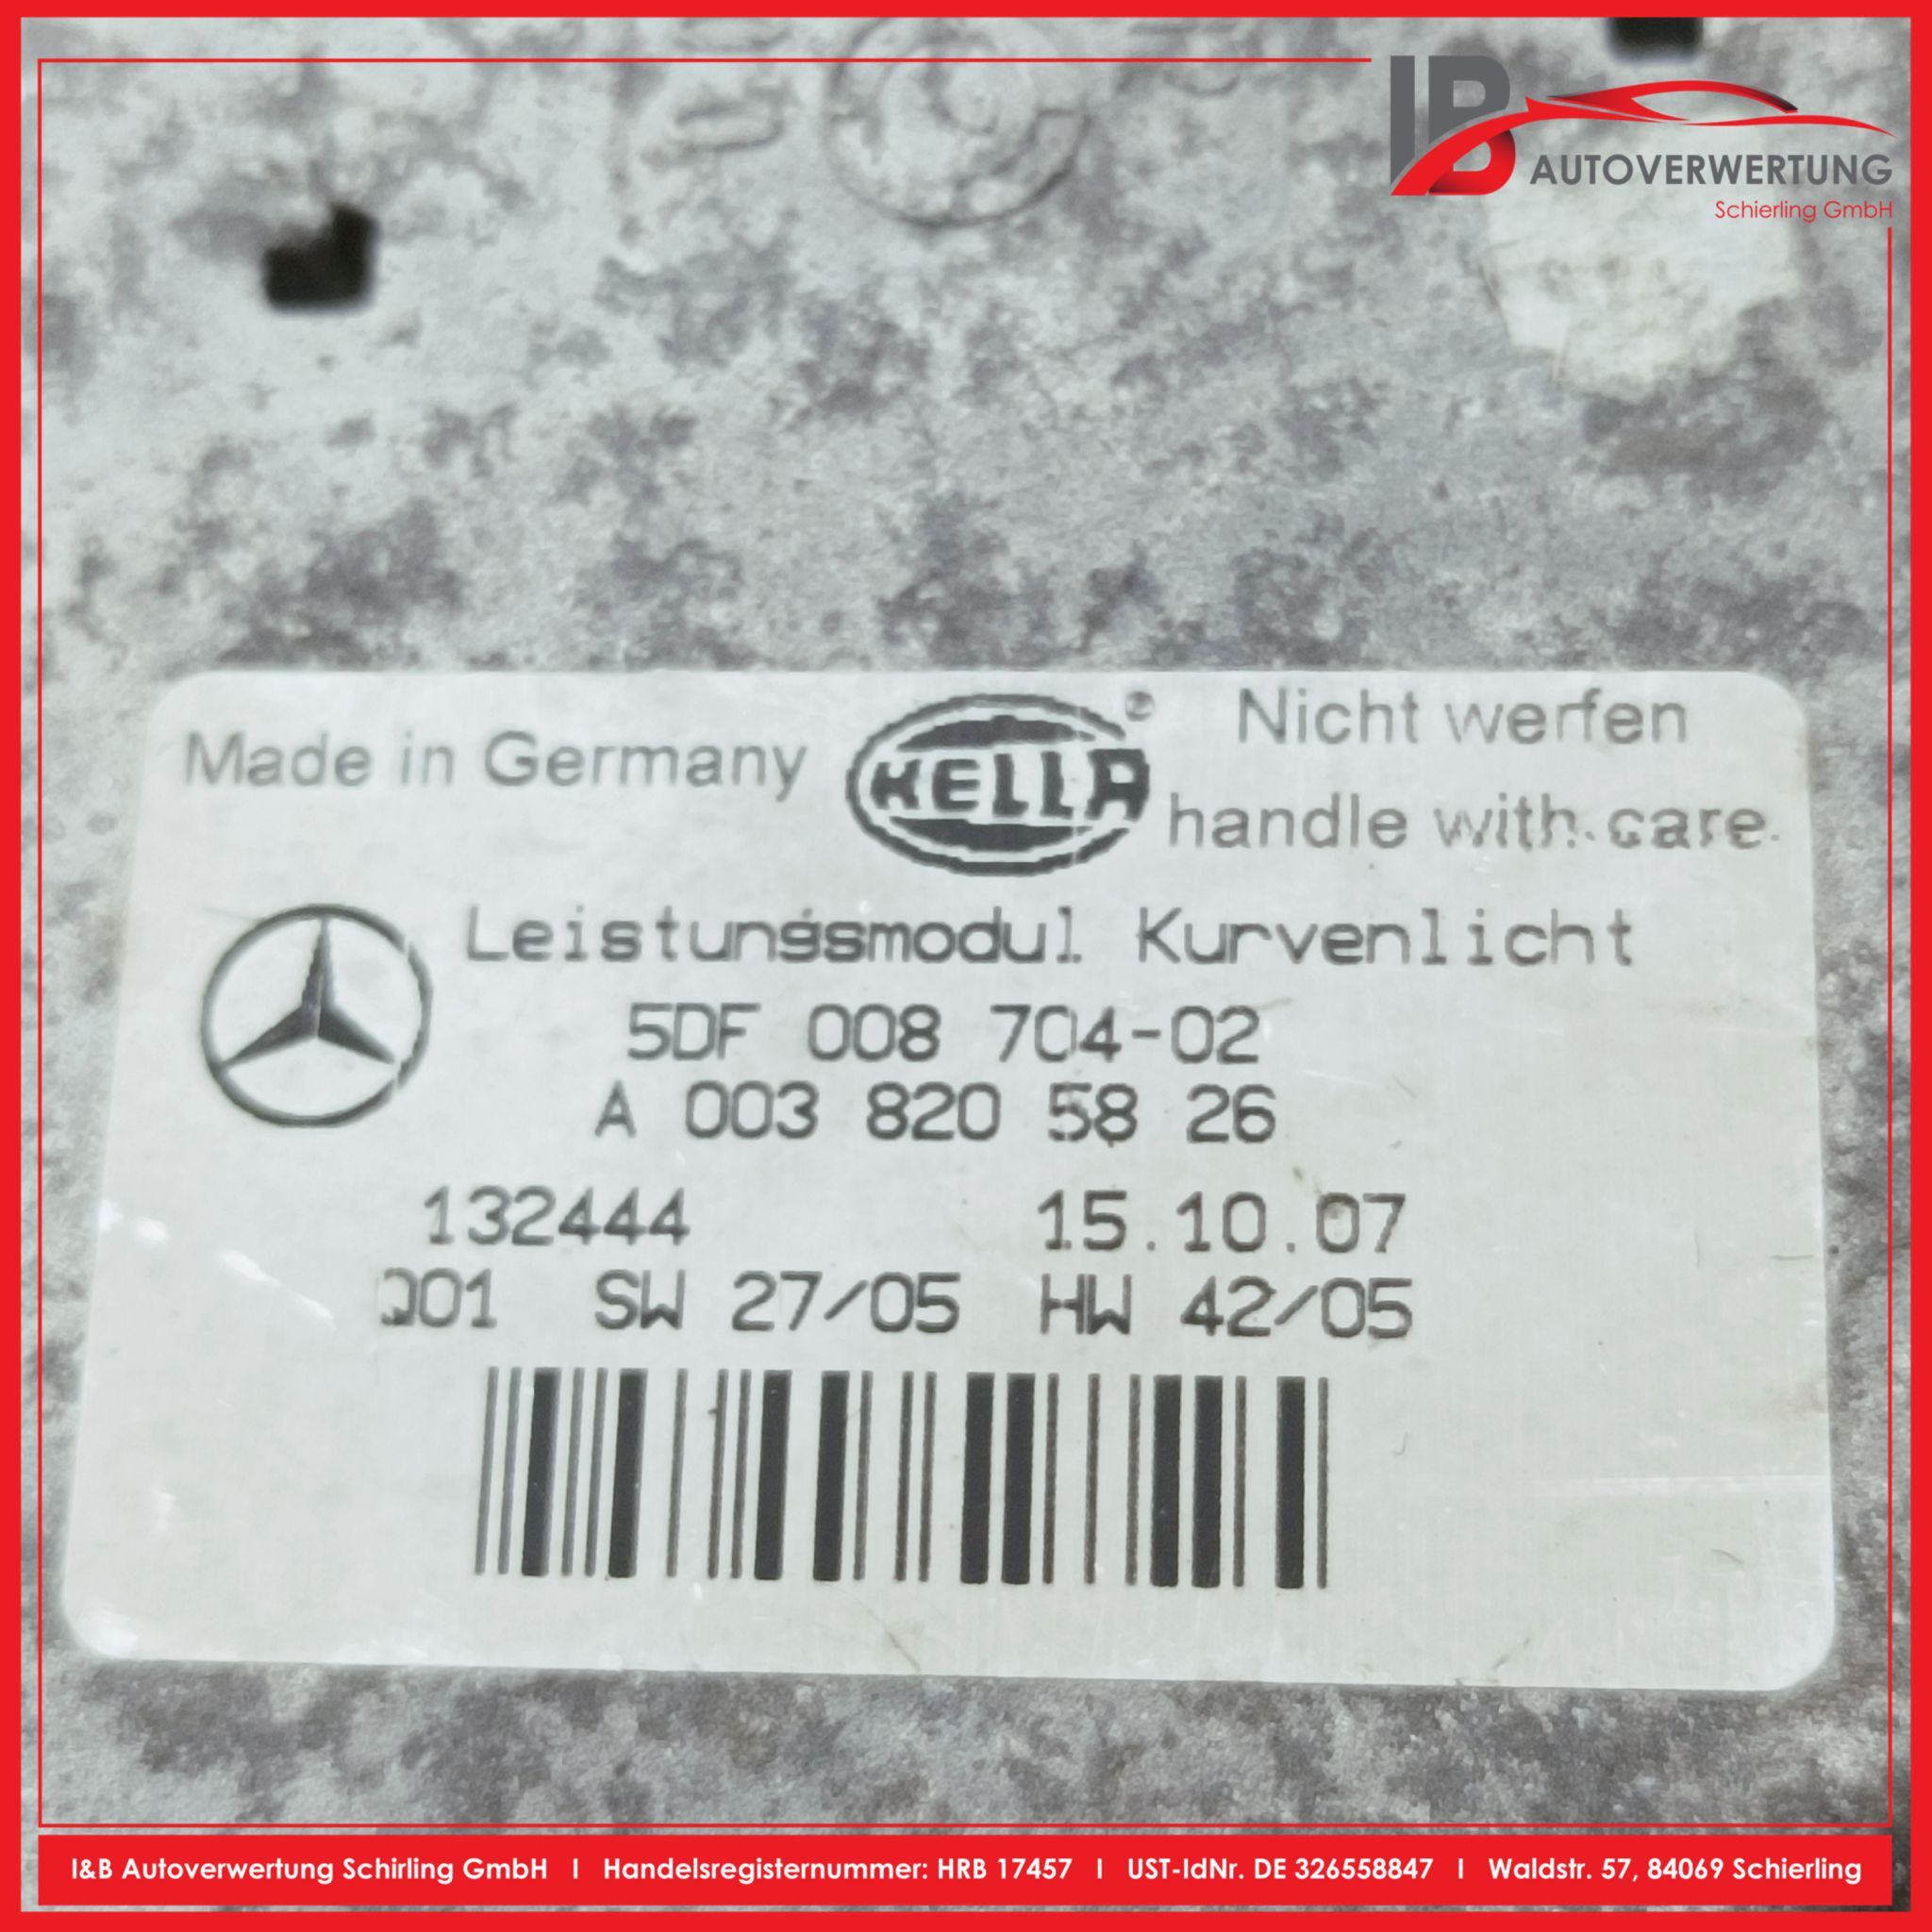 IB
AUTOVERWERTUNG
Schierling GmbH
Made in Germany
HELLA®
Nicht werfen
handle with care
Leistungsmodul Kurvenlicht
5DF 008 704-02
A 003 820 58 26
132444 15.10.07
Q01 SW 27/05 HW 42/05
I&B Autoverwertung Schirling GmbH I Handelsregisternummer: HRB 17457 I UST-IdNr. DE 326558847 I Waldstr. 57, 84069 Schierling